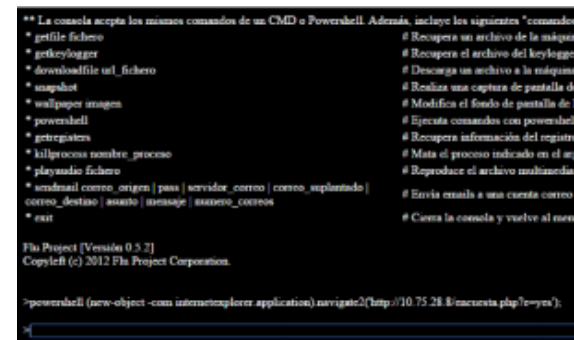 ** La consola acepta los mismos comandos de un CMD o Powershell. Además, incluye los siguientes "comandos
* getfile fichero # Recupera un archivo de la máquin
* getkeylogger # Recupera el archivo del keylogge
* downloadfile url_fichero # Descarga un archivo a la máquina
* snapshot # Realiza una captura de pantalla d
* wallpaper imagen # Modifica el fondo de pantalla de
* powershell # Ejecuta comandos con powershel
* getregisters # Recupera información del registr
* killprocess nombre_proceso # Mata el proceso indicado en el ar
* playaudio fichero # Reproduce el archivo multimedia
* sendmail correo_origen | pass | servidor_correo | correo_suplantado |
correo_destino | asunto | mensaje | numero_correos # Envía emails a una cuenta correo
* exit # Cierra la consola y vuelve al men
Flu Project [Versión 0.5.2]
Copyleft (c) 2012 Flu Project Corporation.
>powershell (new-object -com internetexplorer.application).navigate2('http://10.75.28.8/encuesta.php?e=yes');
>